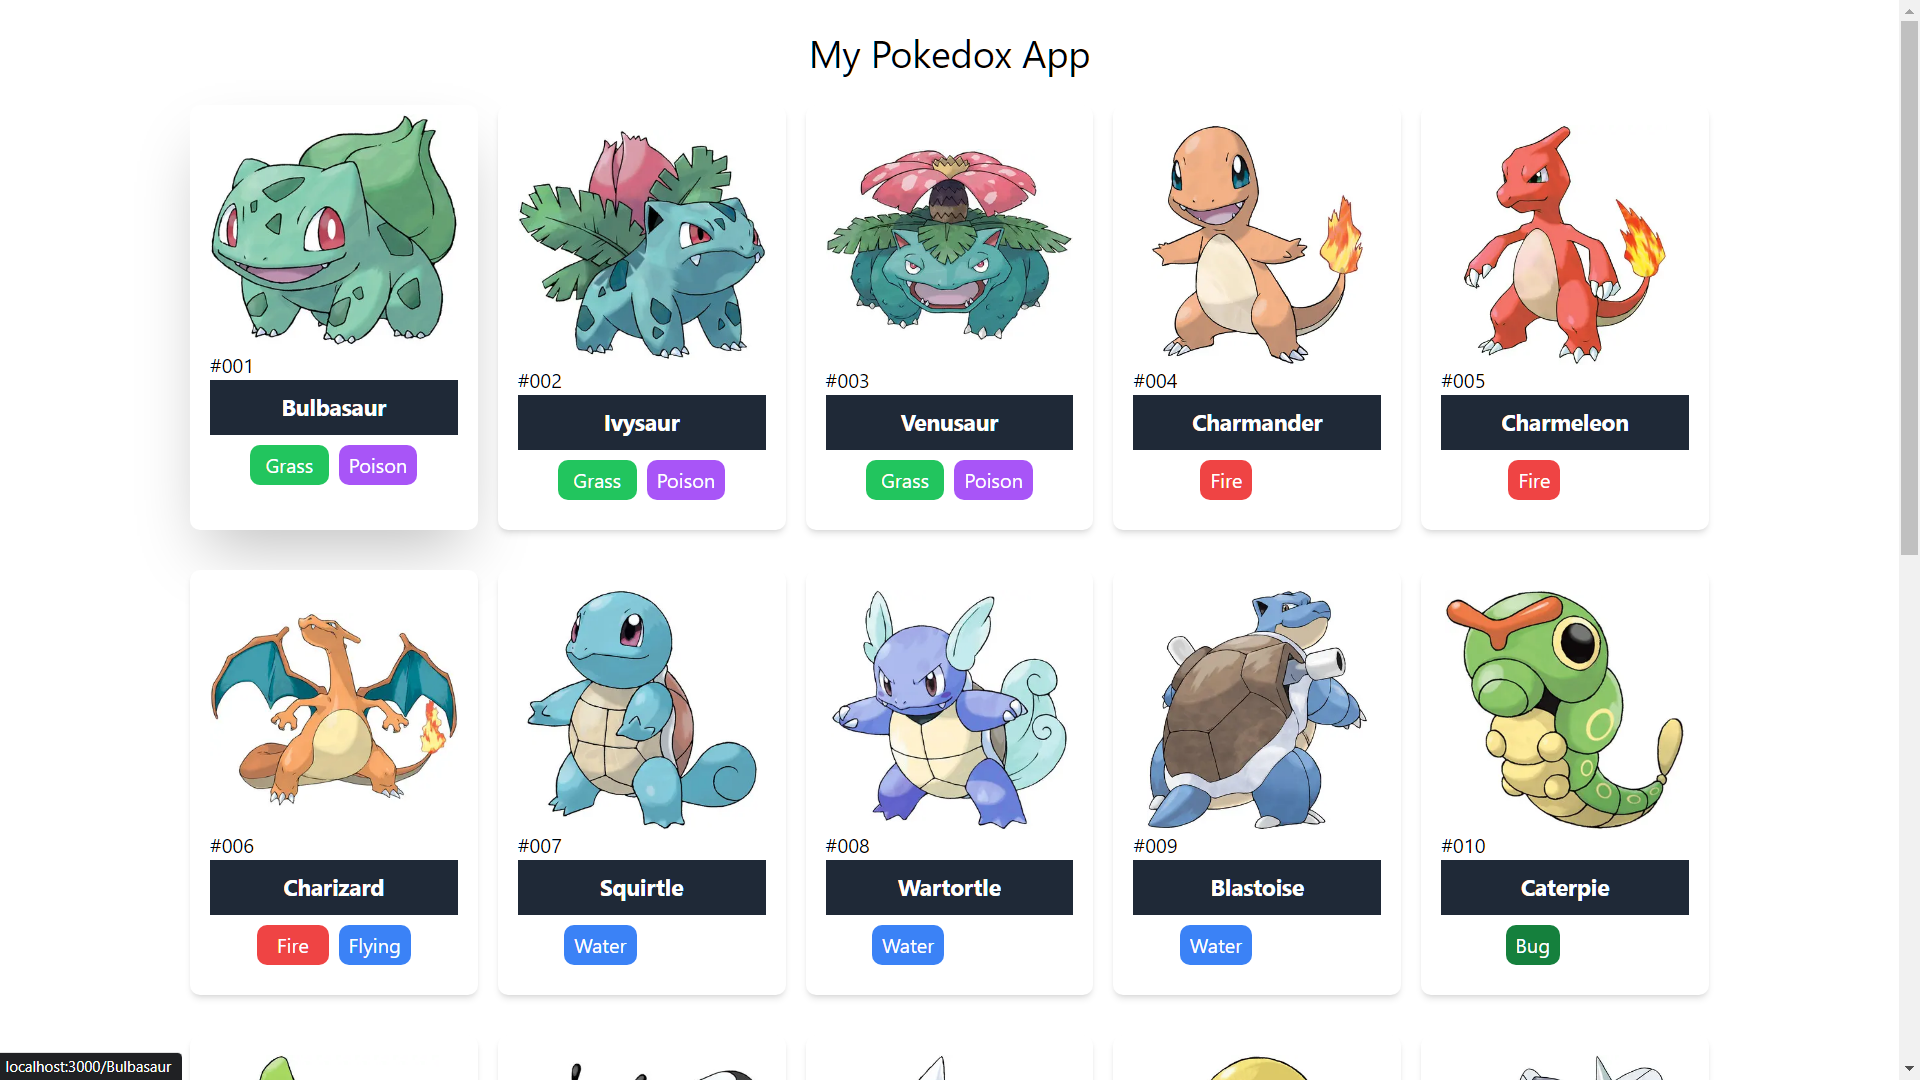 My Pokedox App
#001
Bulbasaur
Grass Poison
#002
Ivysaur
Grass Poison
#003
Venusaur
Grass Poison
#004
Charmander
Fire
#005
Charmeleon
Fire
#006
Charizard
Fire Flying
#007
Squirtle
Water
#008
Wartortle
Water
#009
Blastoise
Water
#010
Caterpie
Bug
localhost:3000/Bulbasaur